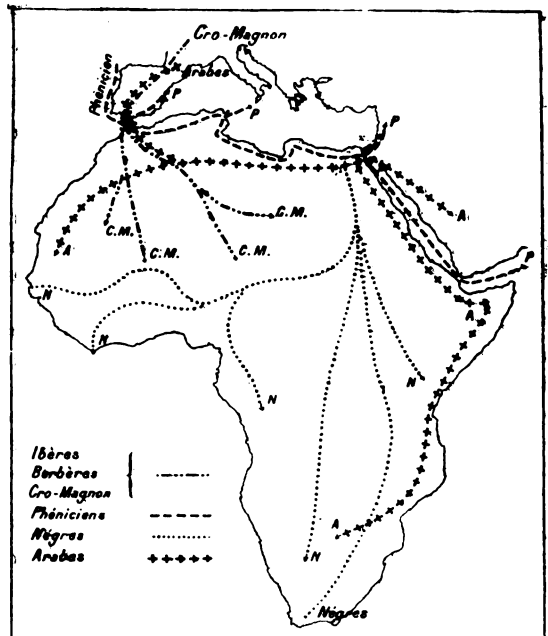 Cro-Magnon
Phénicien
Arabes
P
P
P
A
C.M.
C.M.
C.M.
A
C.M.
P
N
A
N
N
N
A
N
Nègres
Ibères
Berbères
Cro-Magnon
Phéniciens
Nègres
Arabes